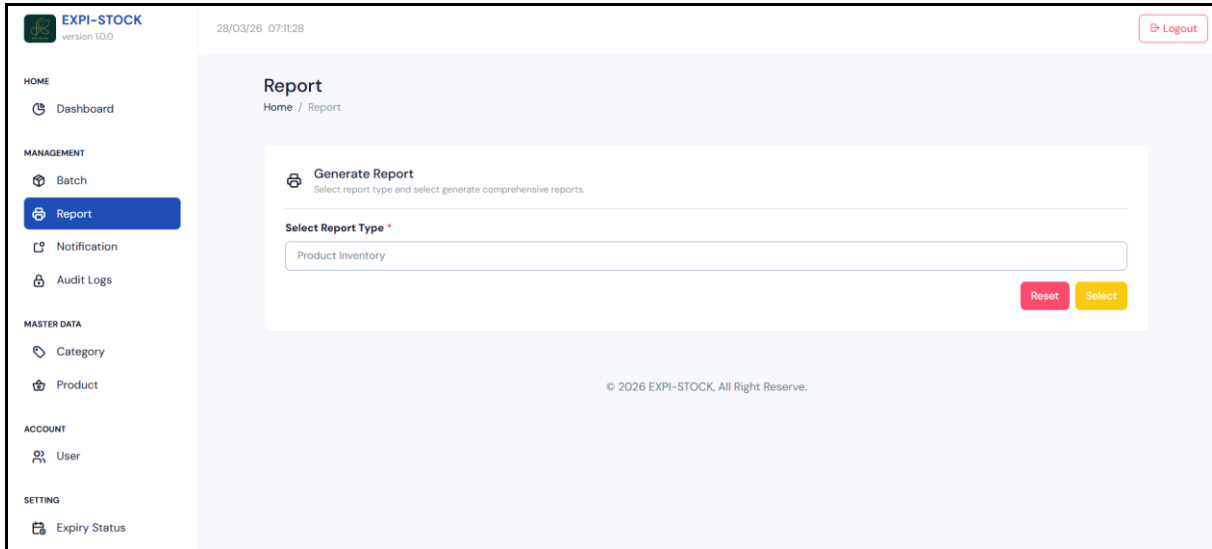 EXPI-STOCK
version 1.0.0
28/03/26 07:11:28
Logout
HOME
Dashboard
MANAGEMENT
Batch
Report
Notification
Audit Logs
MASTER DATA
Category
Product
ACCOUNT
User
SETTING
Expiry Status
Report
Home / Report
Generate Report
Select report type and select generate comprehensive reports.
Select Report Type *
Product Inventory
Reset Select
© 2026 EXPI-STOCK, All Right Reserve.